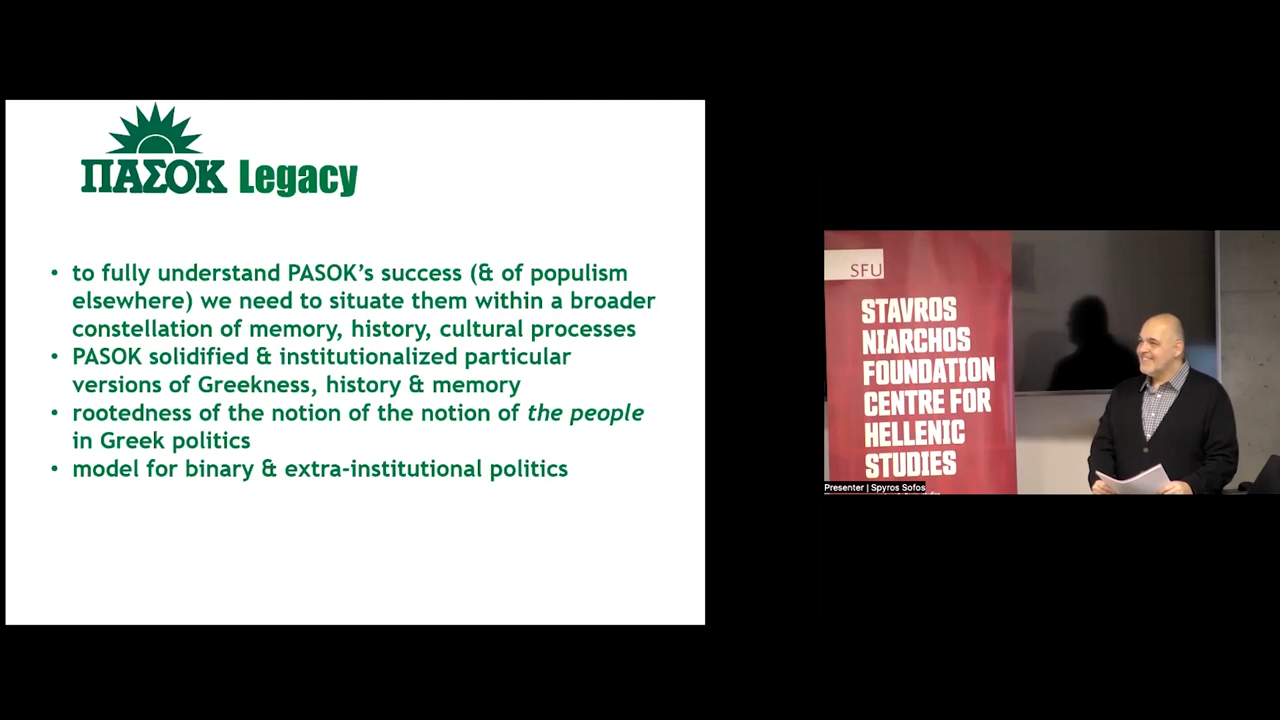 ΠΑΣΟΚ Legacy
• to fully understand PASOK’s success (& of populism
elsewhere) we need to situate them within a broader
constellation of memory, history, cultural processes
• PASOK solidified & institutionalized particular
versions of Greekness, history & memory
• rootedness of the notion of the notion of the people
in Greek politics
• model for binary & extra-institutional politics
SFU
STAVROS
NIARCHOS
FOUNDATION
CENTRE FOR
HELLENIC
STUDIES
Presenter | Spyros Sofos